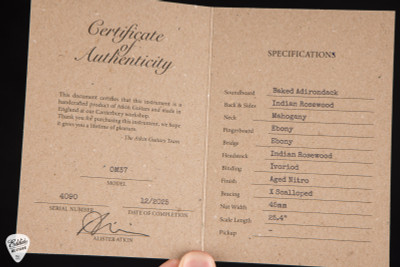 Certificate
of
Authenticity
This document certifies that this instrument is a
handcrafted product of Atkin Guitars and made in
England at our Canterbury workshop.
Thank you for purchasing this instrument, we hope
it gives you a lifetime of pleasure.
- The Atkin Guitars Team
OM37
MODEL
4090
SERIAL NUMBER
12/2025
DATE OF COMPLETION
ALISTER ATKIN
SPECIFICATIONS
Soundboard Baked Adirondack
Back & Sides Indian Rosewood
Neck Mahogany
Fingerboard Ebony
Bridge Ebony
Headstock Indian Rosewood
Binding Ivoroid
Finish Aged Nitro
Bracing X Scalloped
Nut Width 45mm
Scale Length 25,4"
Pickup -